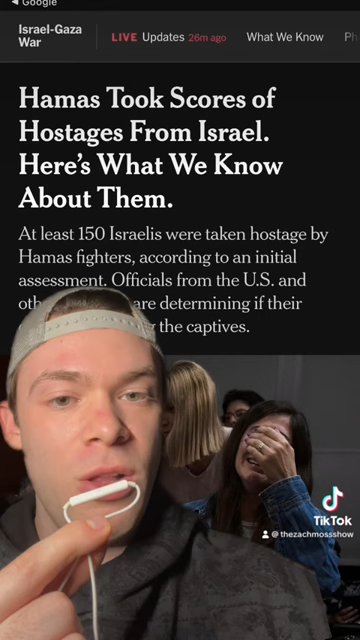 ◀ Google
Israel-Gaza
War
LIVE Updates 26m ago What We Know
Hamas Took Scores of
Hostages From Israel.
Here’s What We Know
About Them.
At least 150 Israelis were taken hostage by
Hamas fighters, according to an initial
assessment. Officials from the U.S. and
are determining if their
the captives.
TikTok
@thezachmossshow